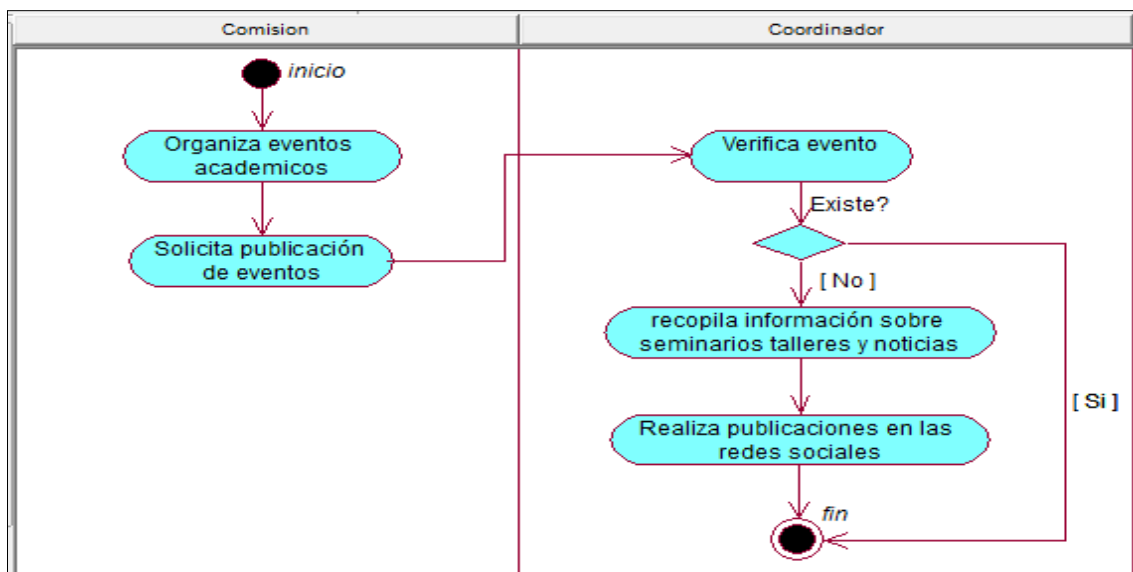 Comision
Coordinador
inicio
Organiza eventos
academicos
Solicita publicación
de eventos
Verifica evento
Existe?
[ No ]
recopila información sobre
seminarios talleres y noticias
[ Si ]
Realiza publicaciones en las
redes sociales
fin